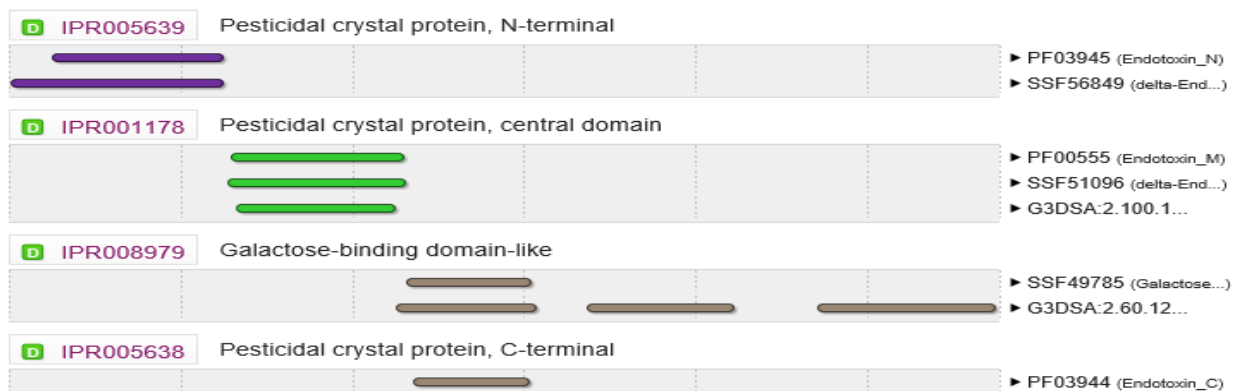 D IPR005639 Pesticidal crystal protein, N-terminal
► PF03945 (Endotoxin_N)
► SSF56849 (delta-End...)
D IPR001178 Pesticidal crystal protein, central domain
► PF00555 (Endotoxin_M)
► SSF51096 (delta-End...)
► G3DSA:2.100.1...
D IPR008979 Galactose-binding domain-like
► SSF49785 (Galactose...)
► G3DSA:2.60.12...
D IPR005638 Pesticidal crystal protein, C-terminal
► PF03944 (Endotoxin_C)